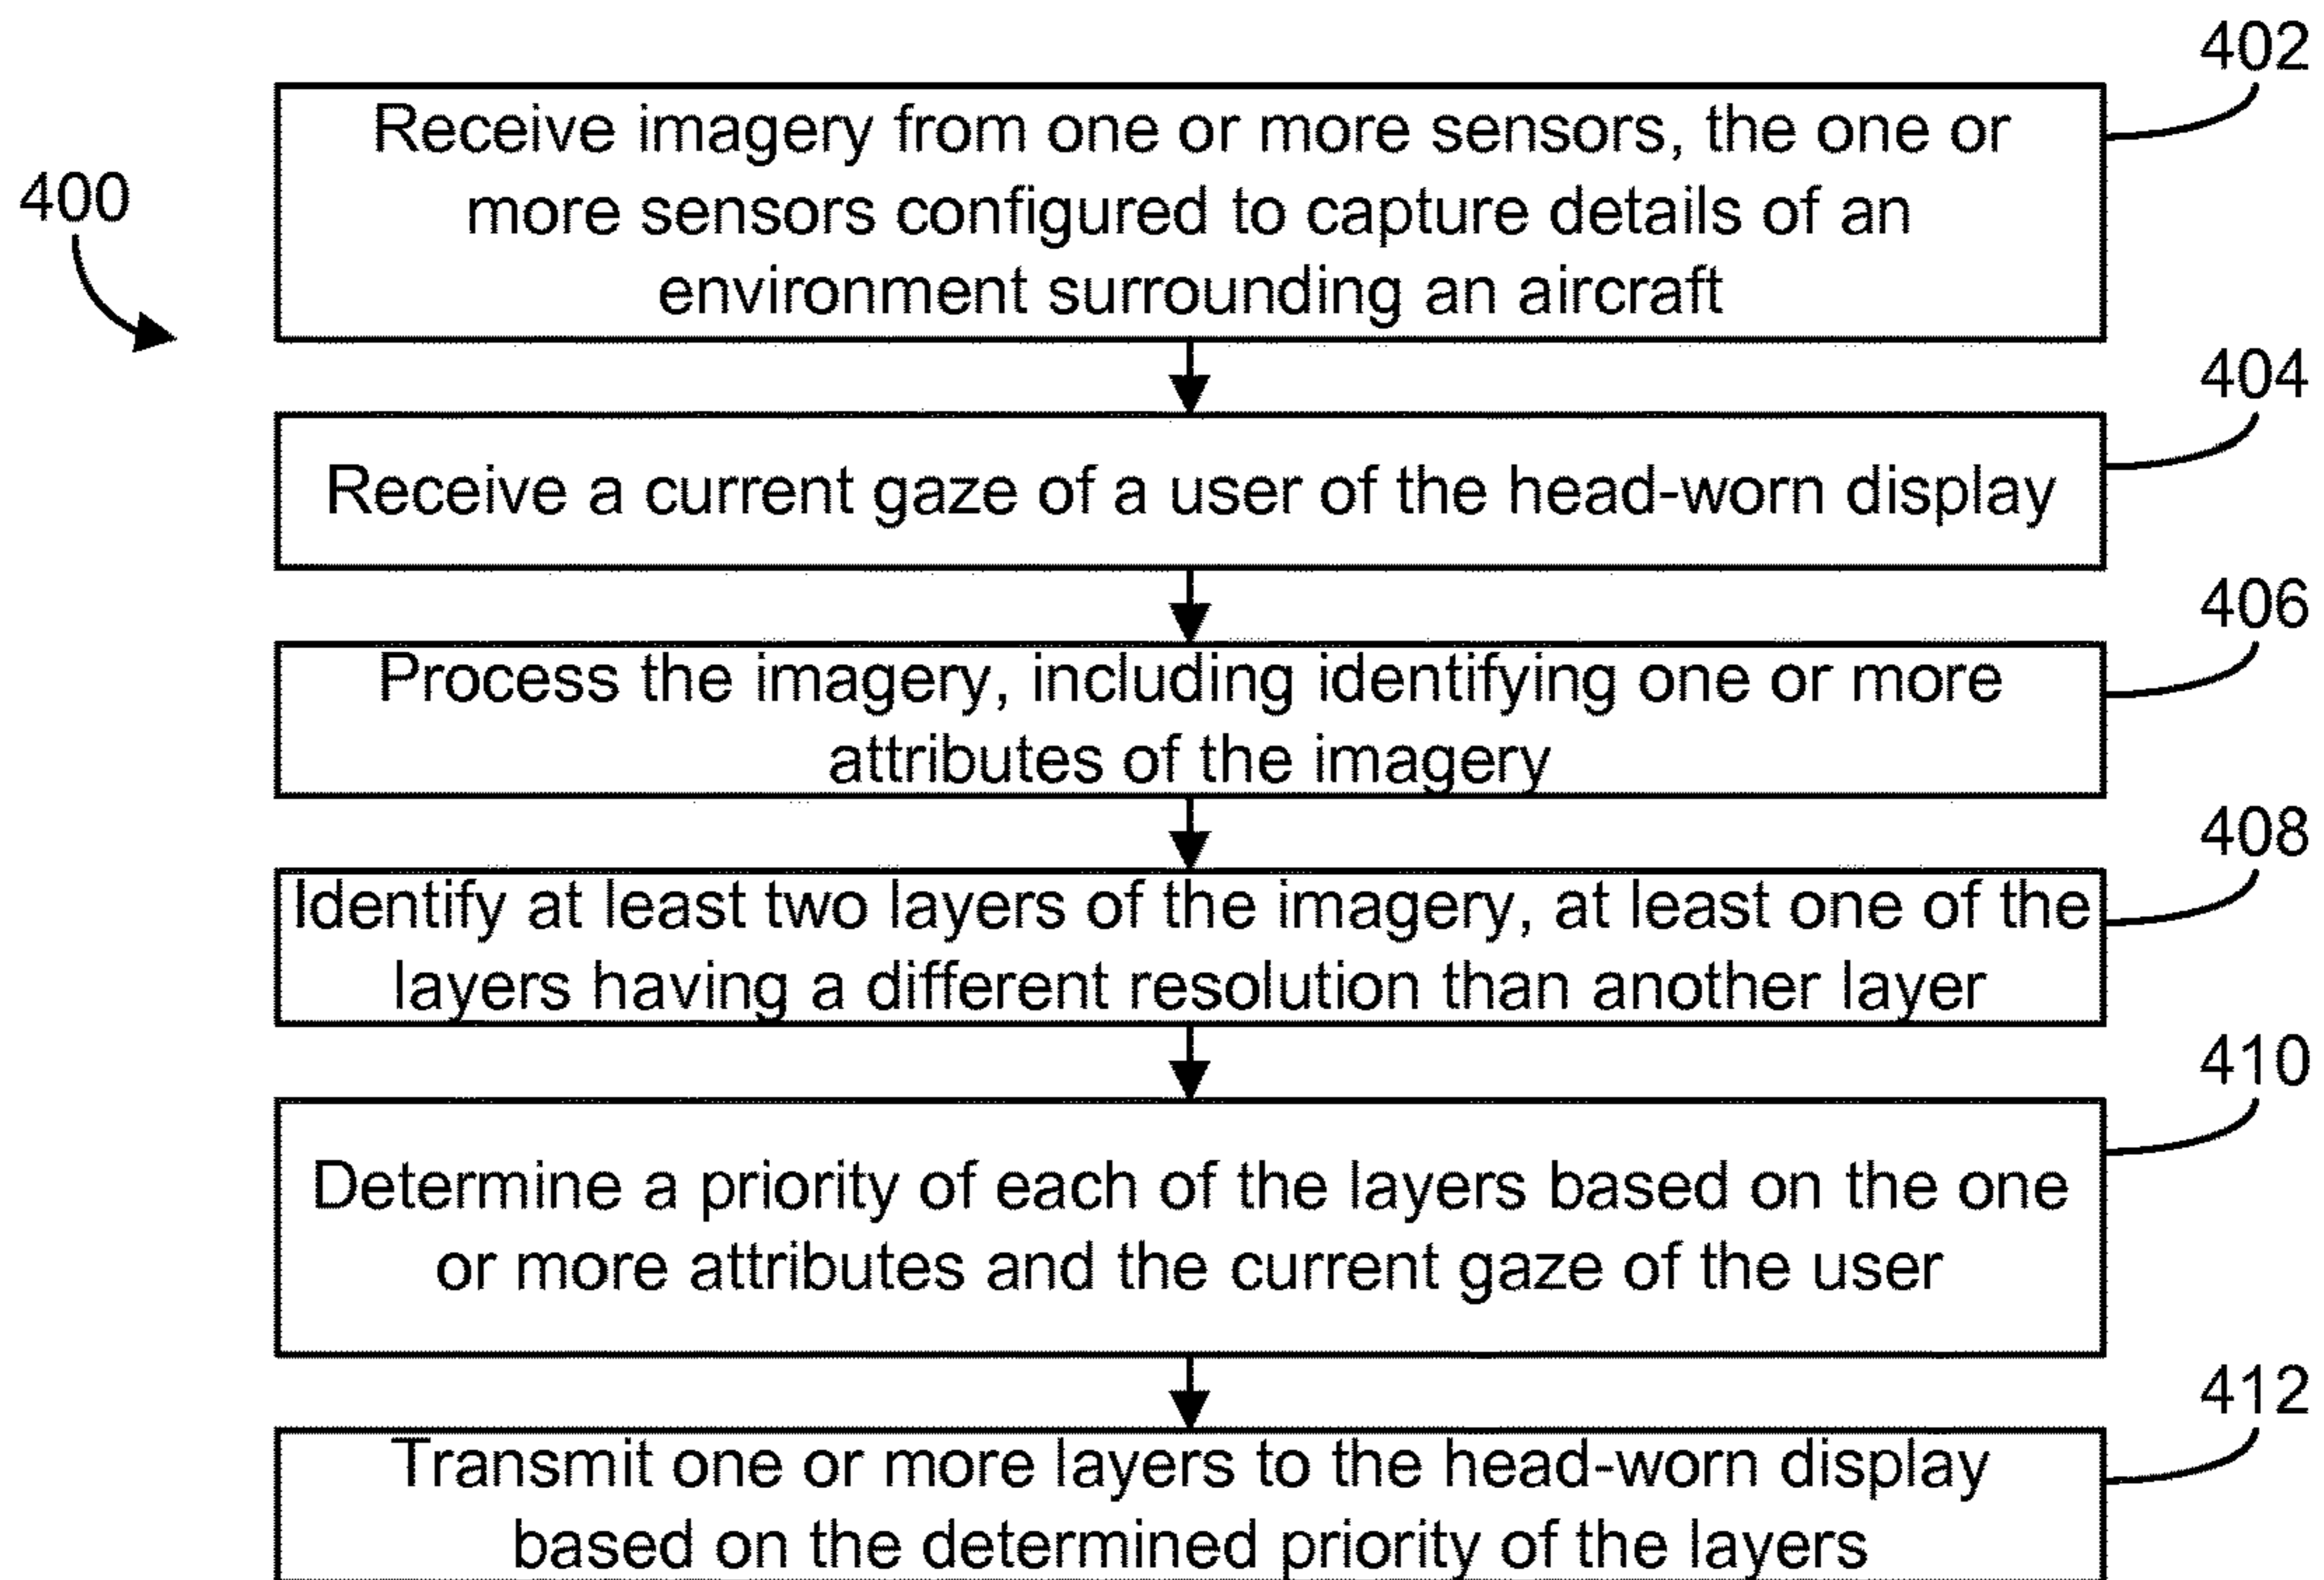 402
Receive imagery from one or more sensors, the one or
more sensors configured to capture details of an
environment surrounding an aircraft
400
404
Receive a current gaze of a user of the head-worn display
406
Process the imagery, including identifying one or more
attributes of the imagery
408
Identify at least two layers of the imagery, at least one of the
layers having a different resolution than another layer
410
Determine a priority of each of the layers based on the one
or more attributes and the current gaze of the user
412
Transmit one or more layers to the head-worn display
based on the determined priority of the layers